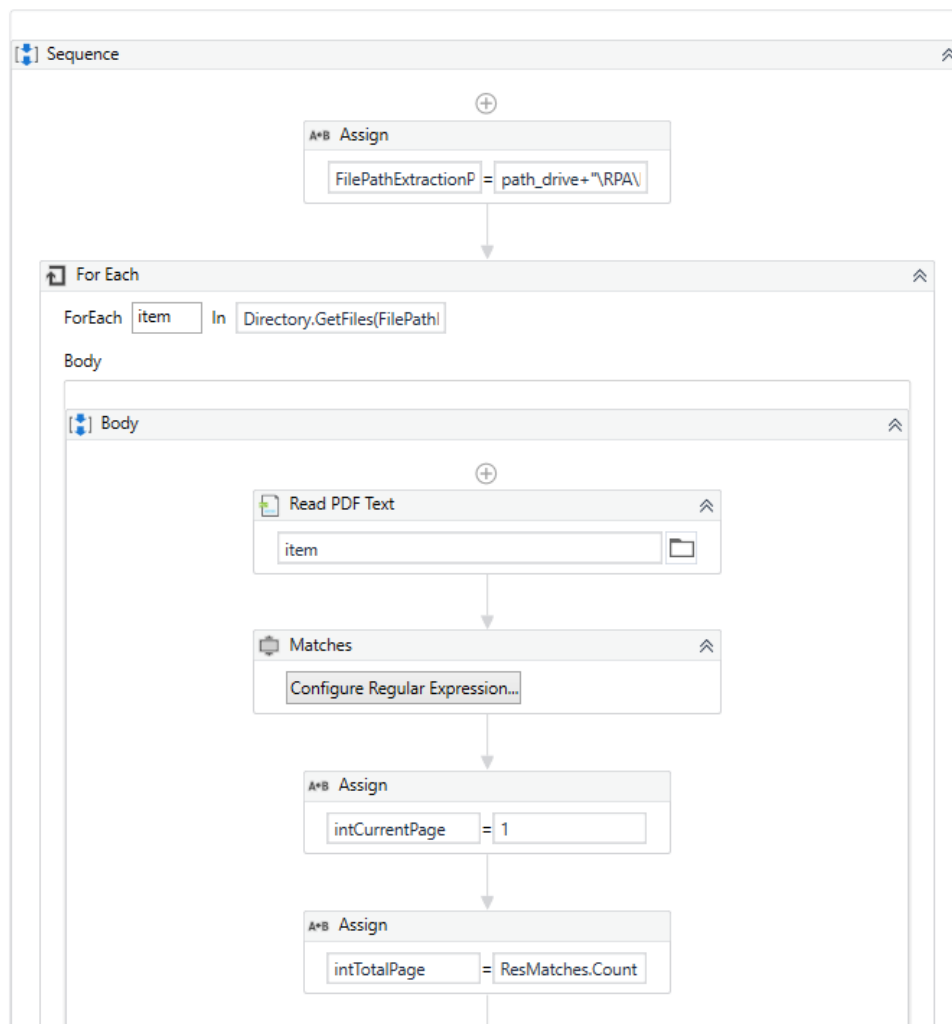 Sequence
A+B Assign
FilePathExtractionP = path_drive+"\RPA\
For Each
ForEach item In Directory.GetFiles(FilePathI
Body
Body
Read PDF Text
item
Matches
Configure Regular Expression...
A+B Assign
intCurrentPage = 1
A+B Assign
intTotalPage = ResMatches.Count